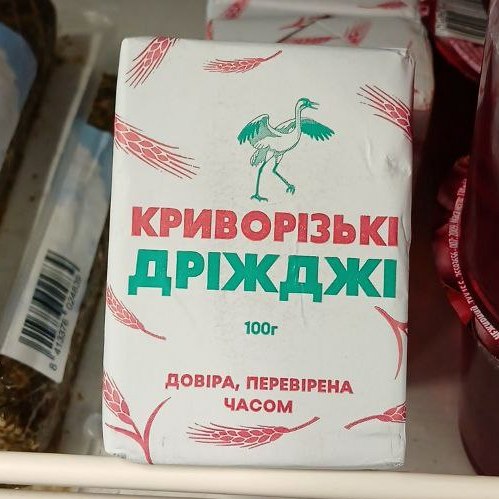 КРИВОРІЗЬКІ
ДРІЖДЖІ
100г
ДОВІРА, ПЕРЕВІРЕНА
ЧАСОМ